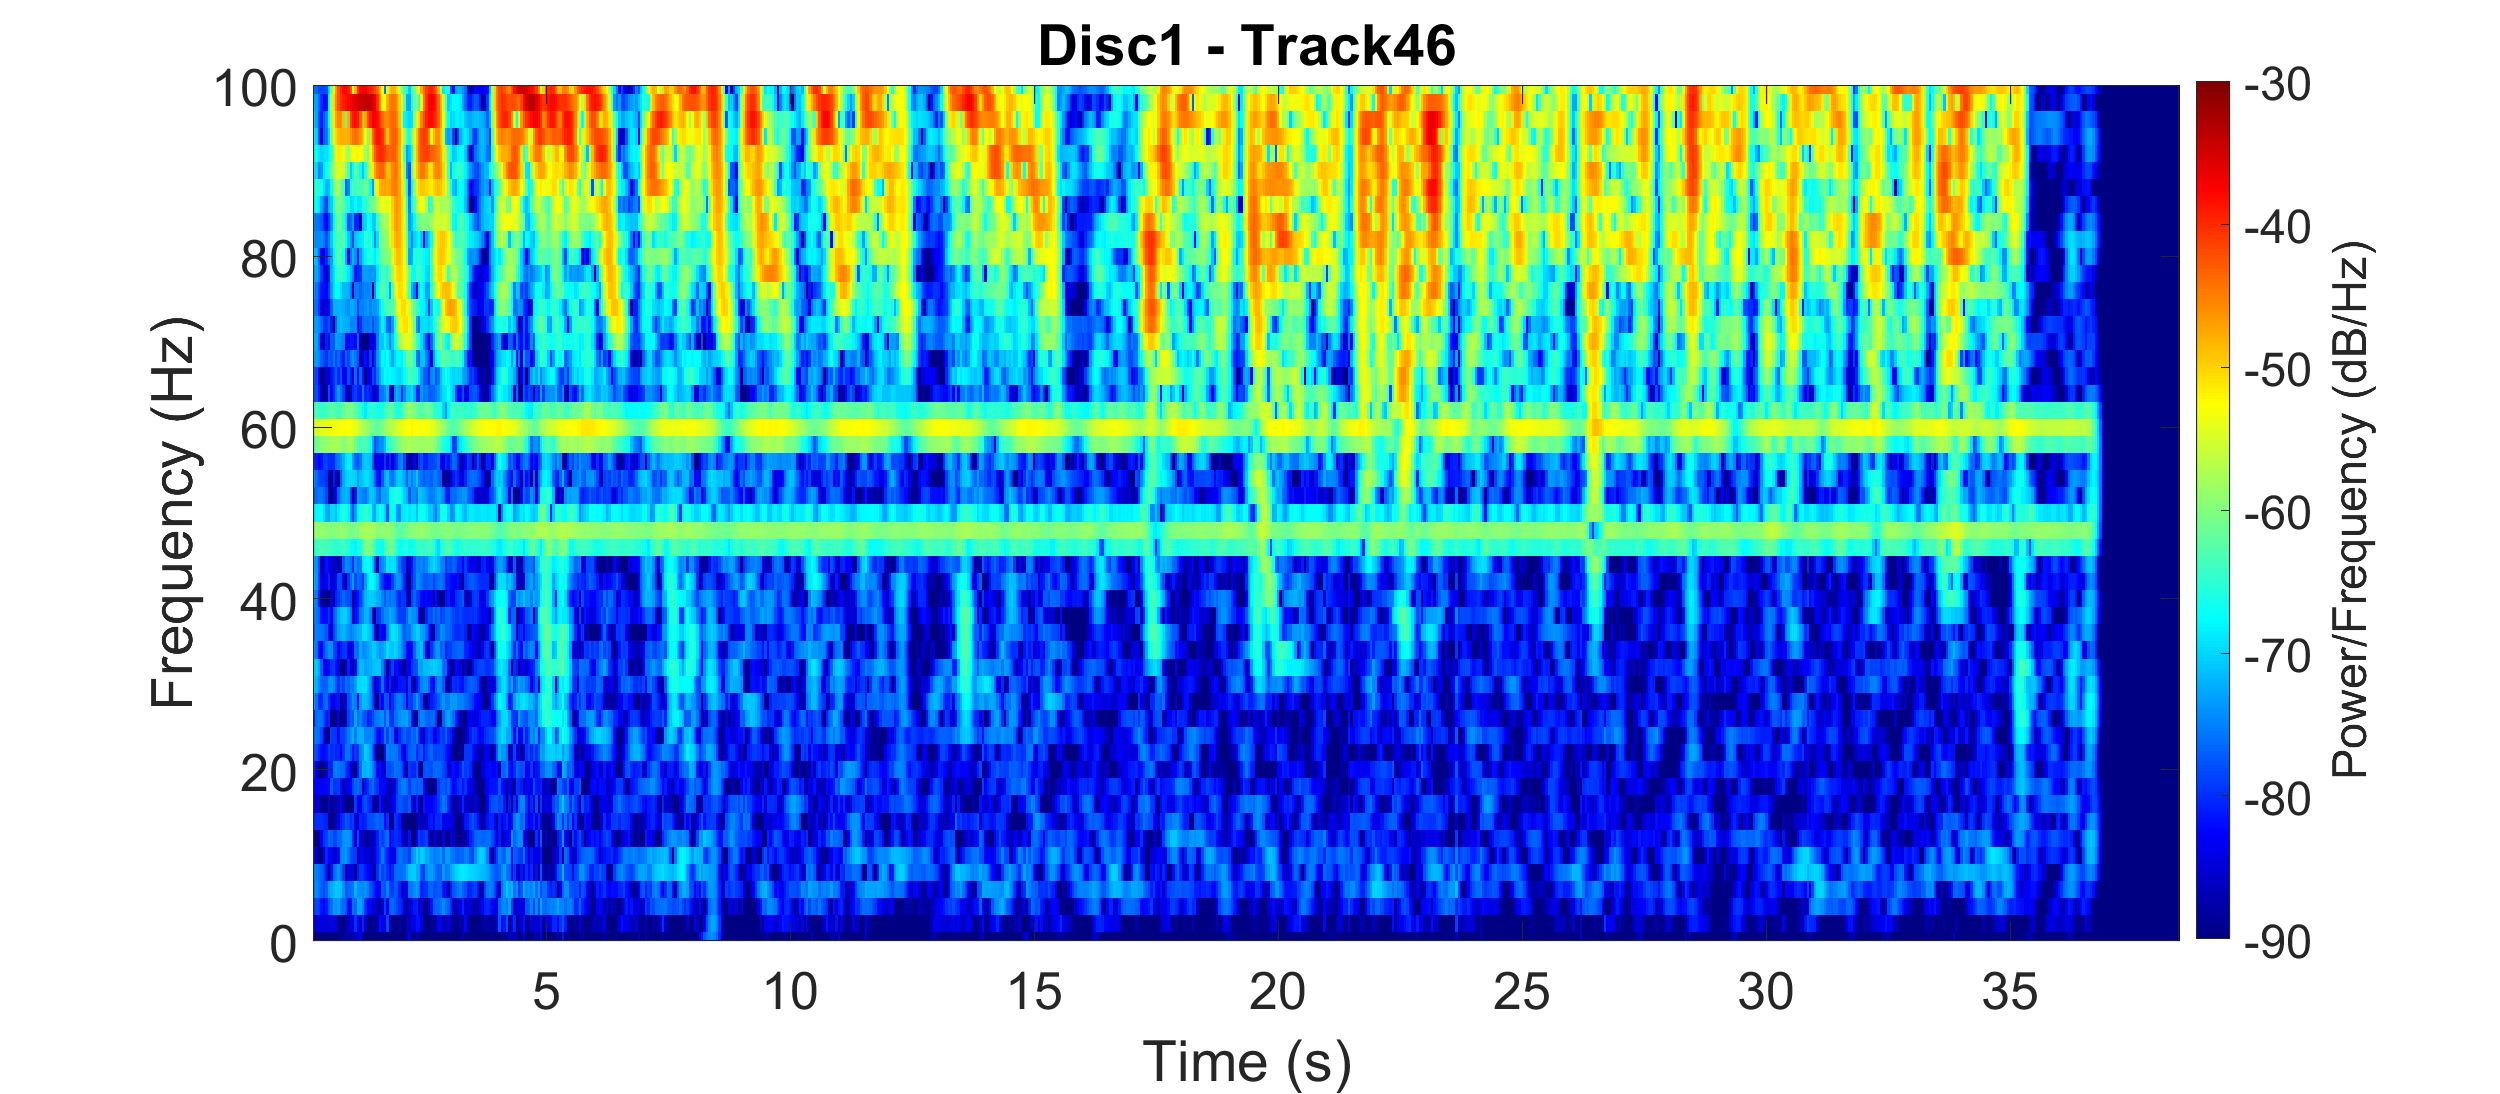 Disc1 - Track46
100
80
60
40
20
0
Frequency (Hz)
5 10 15 20 25 30 35
Time (s)
-30
-40
-50
-60
-70
-80
-90
Power/Frequency (dB/Hz)